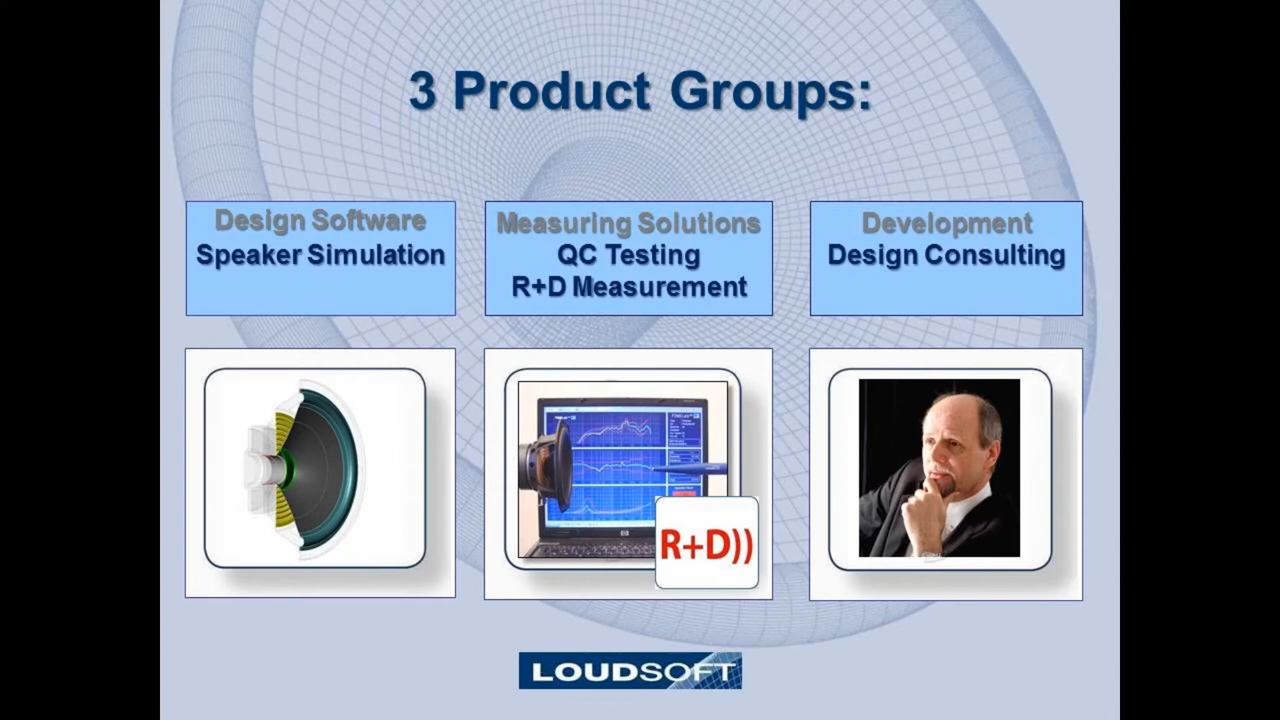 3 Product Groups:
Design Software
Speaker Simulation
Measuring Solutions
QC Testing
R+D Measurement
Development
Design Consulting
R+D))
LOUDSOFT